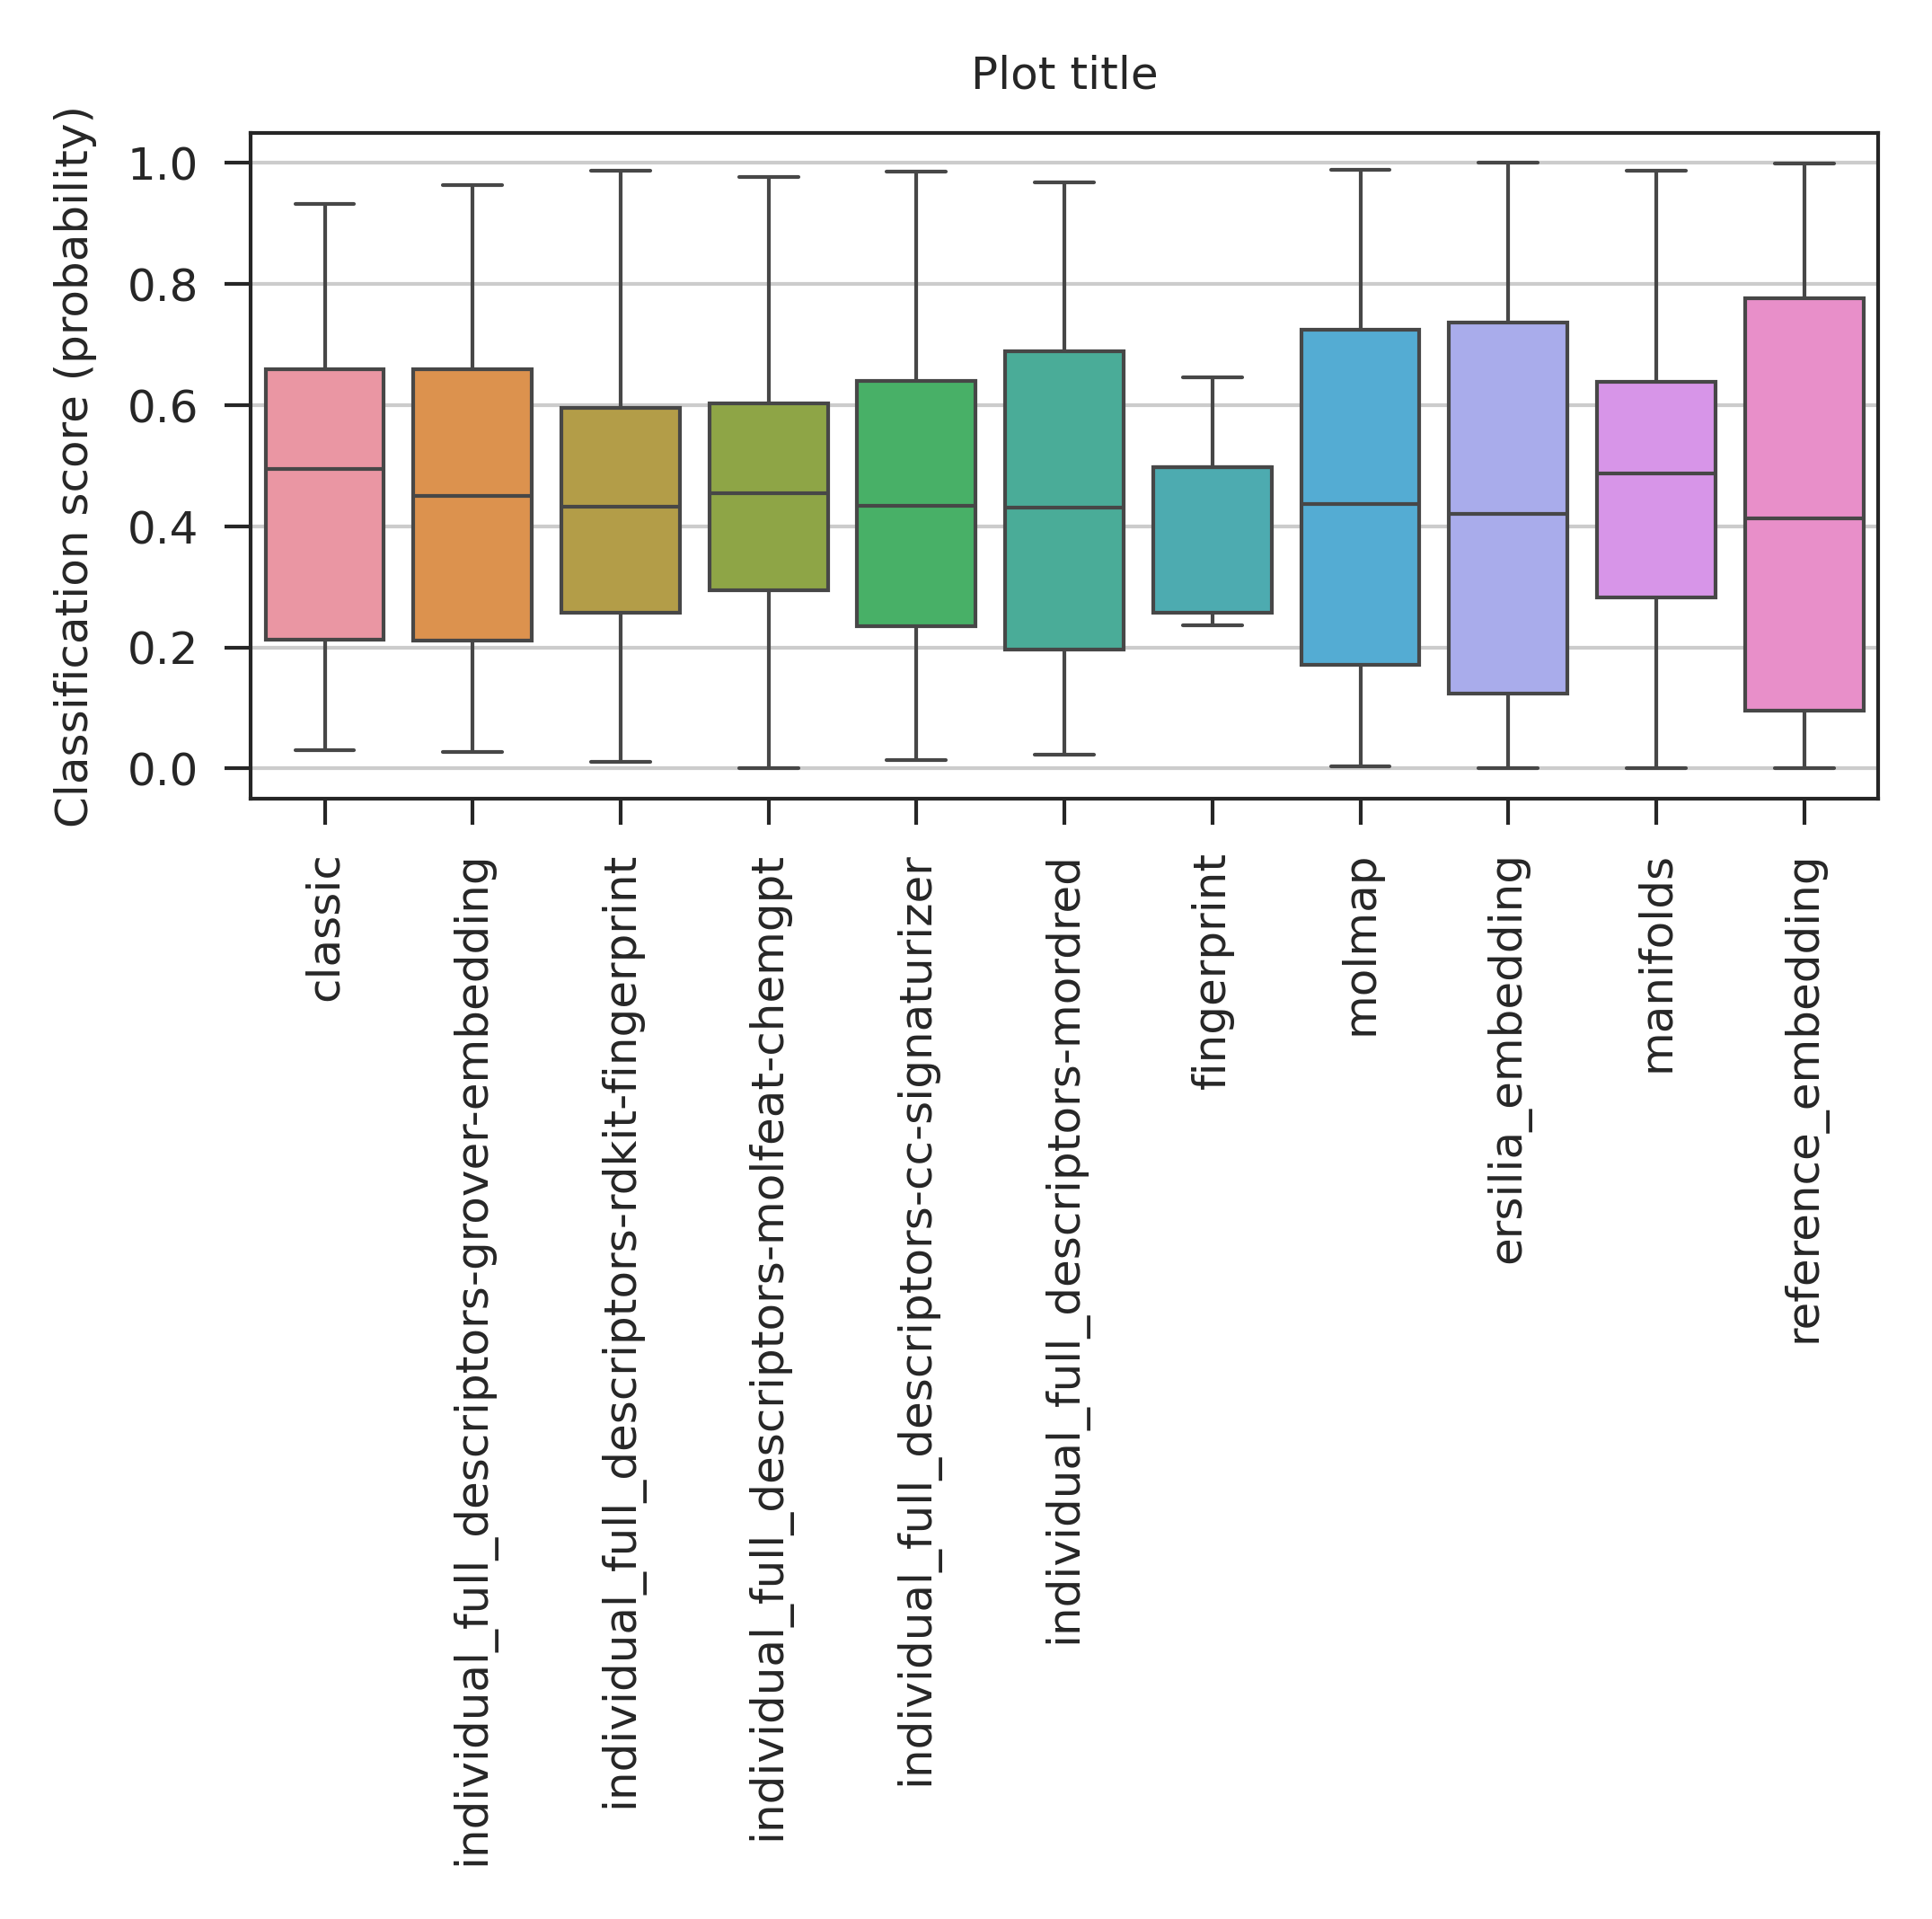 Plot title
Classification score (probability)
1.0
0.8
0.6
0.4
0.2
0.0
classic
individual_full_descriptors-grover-embedding
individual_full_descriptors-rdkit-fingerprint
individual_full_descriptors-molfeat-chemgpt
individual_full_descriptors-cc-signaturizer
individual_full_descriptors-mordred
fingerprint
molmap
ersilia_embedding
manifolds
reference_embedding